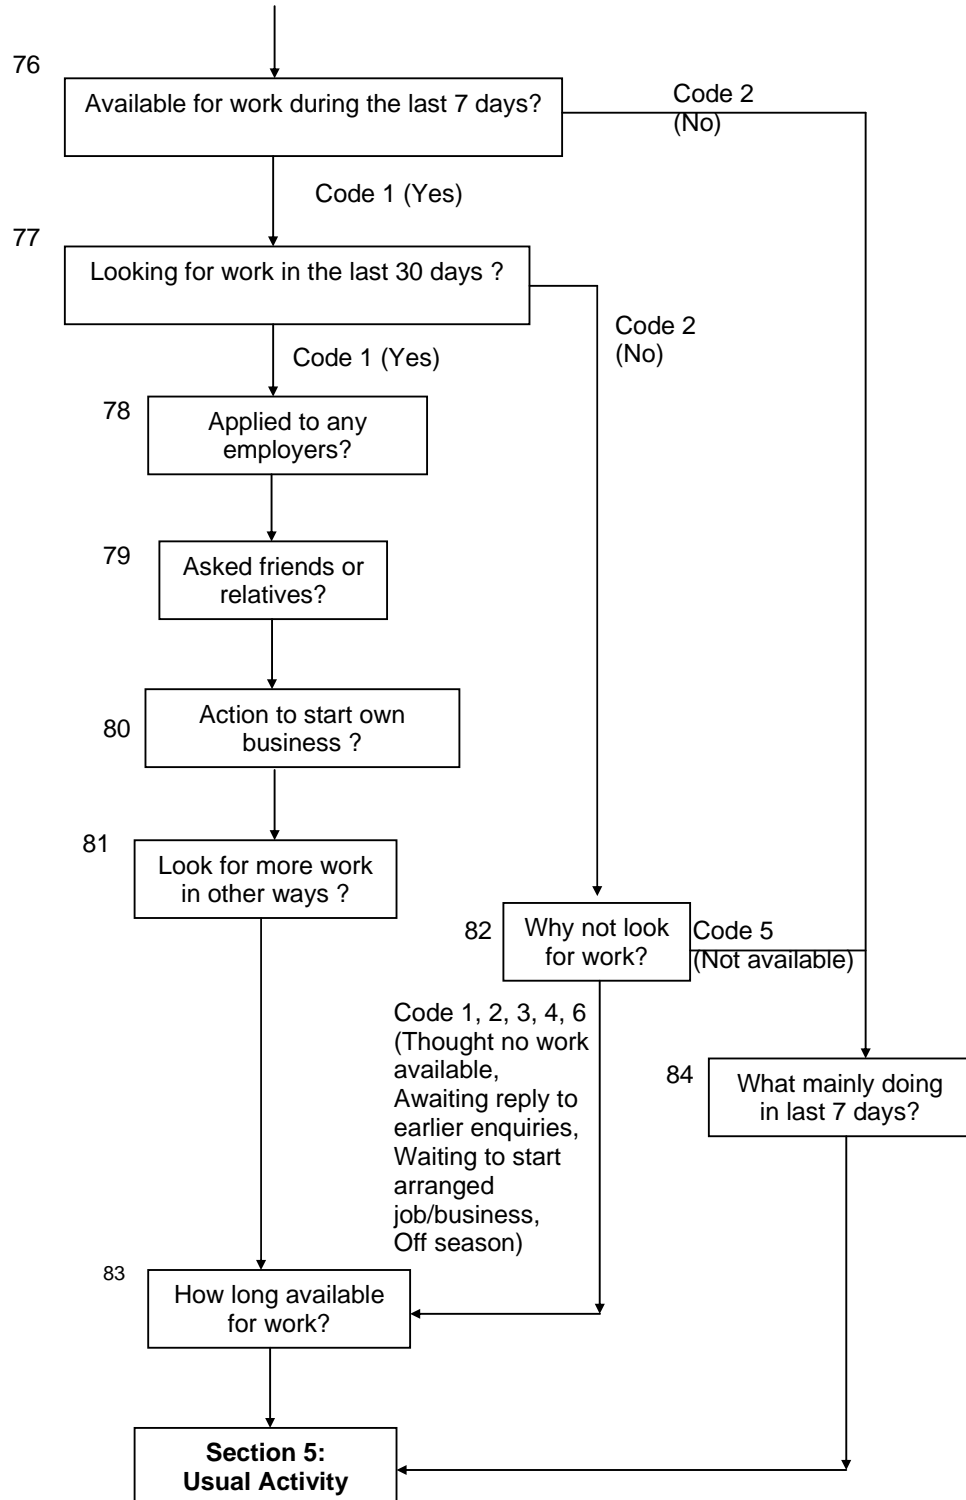 76
Available for work during the last 7 days?
Code 2
(No)
Code 1 (Yes)
77
Looking for work in the last 30 days ?
Code 2
(No)
Code 1 (Yes)
78
Applied to any
employers?
79
Asked friends or
relatives?
80
Action to start own
business ?
81
Look for more work
in other ways ?
82
Why not look
for work?
Code 5
(Not available)
Code 1, 2, 3, 4, 6
(Thought no work
available,
Awaiting reply to
earlier enquiries,
Waiting to start
arranged
job/business,
Off season)
84
What mainly doing
in last 7 days?
83
How long available
for work?
Section 5:
Usual Activity